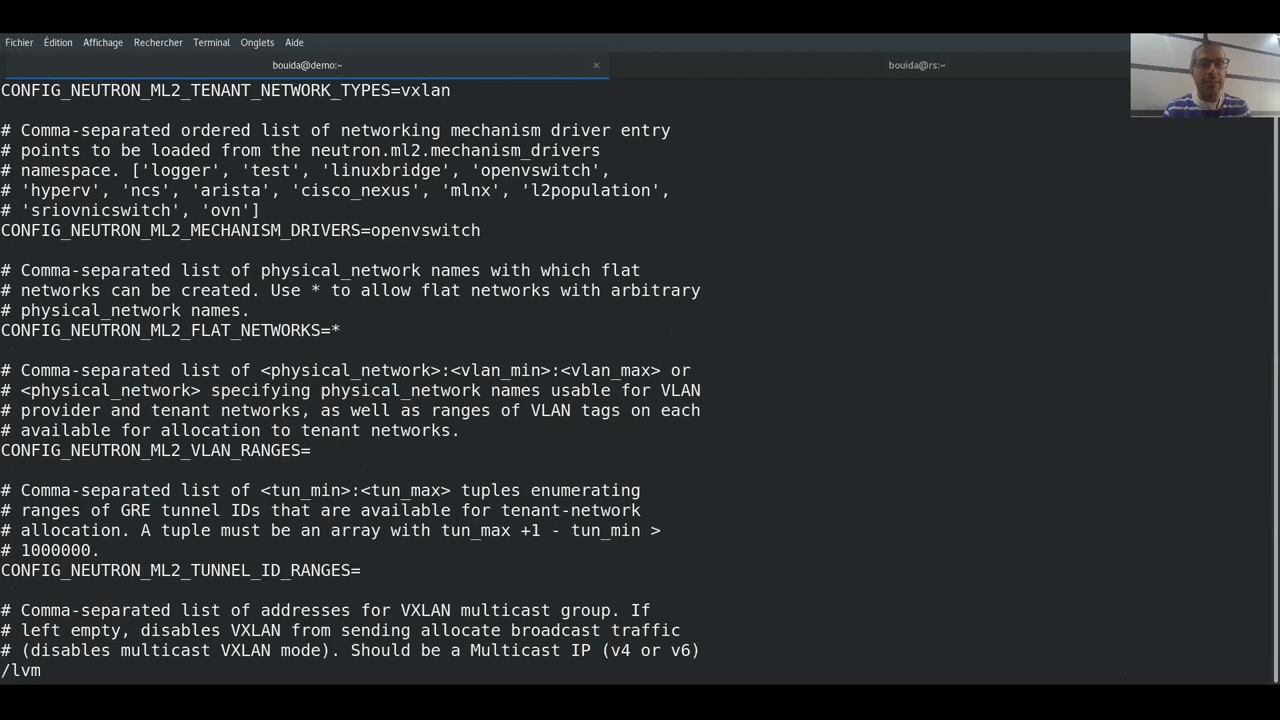 Fichier Édition Affichage Rechercher Terminal Onglets Aide
bouida@demo:~ × bouida@rs:~
CONFIG_NEUTRON_ML2_TENANT_NETWORK_TYPES=vxlan
# Comma-separated ordered list of networking mechanism driver entry
# points to be loaded from the neutron.ml2.mechanism_drivers
# namespace. ['logger', 'test', 'linuxbridge', 'openvswitch',
# 'hyperv', 'ncs', 'arista', 'cisco_nexus', 'mlnx', 'l2population',
# 'sriovnicswitch', 'ovn']
CONFIG_NEUTRON_ML2_MECHANISM_DRIVERS=openvswitch
# Comma-separated list of physical_network names with which flat
# networks can be created. Use * to allow flat networks with arbitrary
# physical_network names.
CONFIG_NEUTRON_ML2_FLAT_NETWORKS=*
# Comma-separated list of <physical_network>:<vlan_min>:<vlan_max> or
# <physical_network> specifying physical_network names usable for VLAN
# provider and tenant networks, as well as ranges of VLAN tags on each
# available for allocation to tenant networks.
CONFIG_NEUTRON_ML2_VLAN_RANGES=
# Comma-separated list of <tun_min>:<tun_max> tuples enumerating
# ranges of GRE tunnel IDs that are available for tenant-network
# allocation. A tuple must be an array with tun_max +1 - tun_min >
# 1000000.
CONFIG_NEUTRON_ML2_TUNNEL_ID_RANGES=
# Comma-separated list of addresses for VXLAN multicast group. If
# left empty, disables VXLAN from sending allocate broadcast traffic
# (disables multicast VXLAN mode). Should be a Multicast IP (v4 or v6)
/lvm